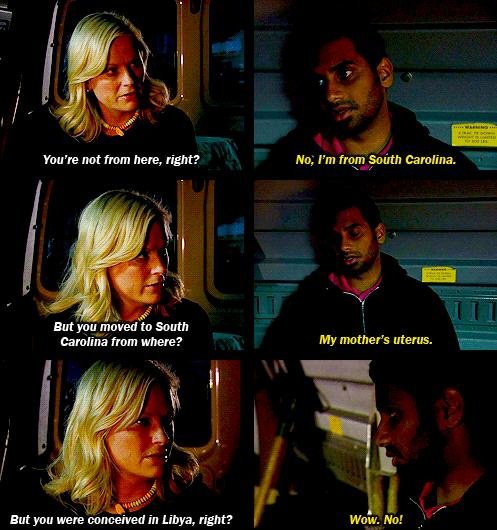 You're not from here, right?
No, I'm from South Carolina.
WARNING
But you moved to South
Carolina from where?
My mother's uterus.
But you were conceived in Libya, right?
Wow. No!